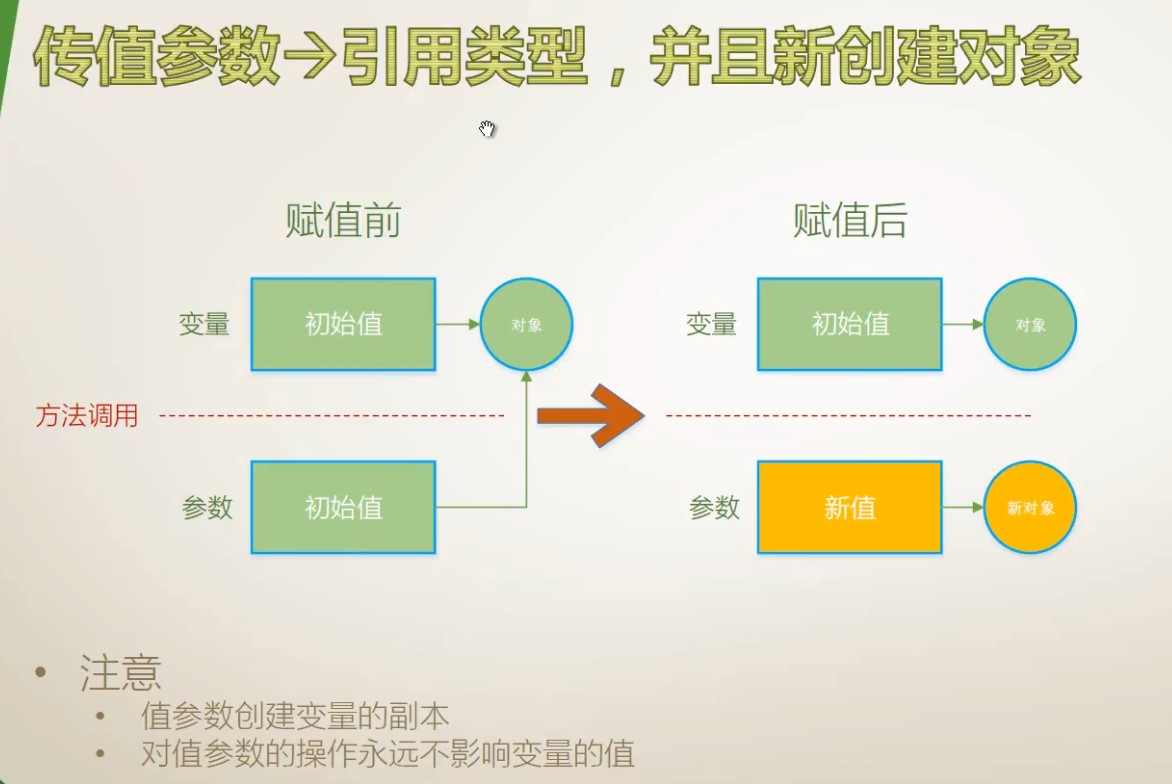 传值参数→引用类型，并且新创建对象
赋值前
赋值后
变量
初始值
对象
变量
初始值
对象
方法调用
参数
初始值
参数
新值
新对象
• 注意
• 值参数创建变量的副本
• 对值参数的操作永远不影响变量的值